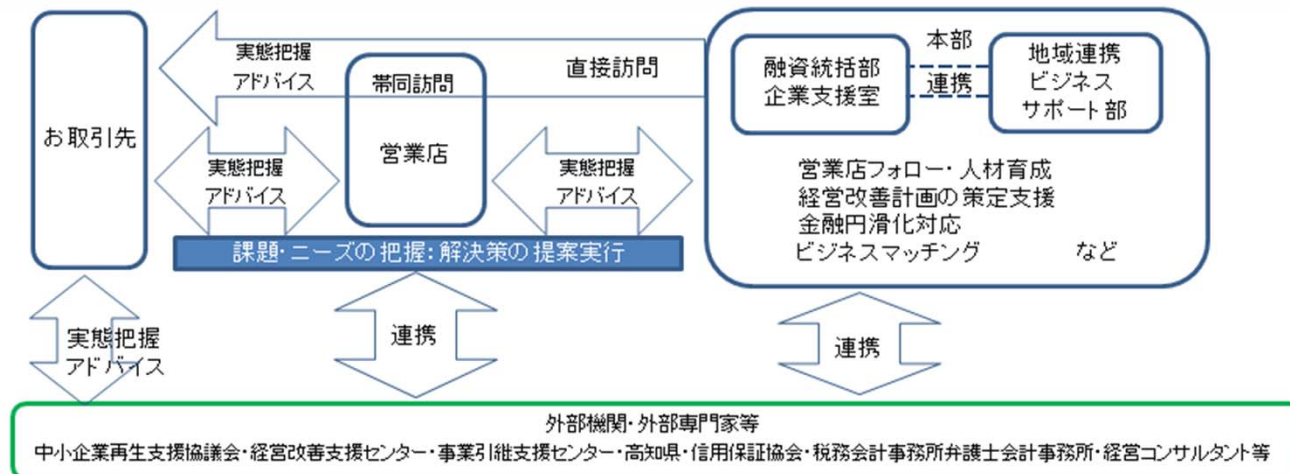 お取引先
実態把握
アドバイス
直接訪問
帯同訪問
営業店
実態把握
アドバイス
実態把握
アドバイス
課題・ニーズの把握:解決策の提案実行
本部
連携
融資統括部
企業支援室
地域連携
ビジネス
サポート部
営業店フォロー・人材育成
経営改善計画の策定支援
金融円滑化対応
ビジネスマッチング など
実態把握
アドバイス
連携
連携
外部機関・外部専門家等
中小企業再生支援協議会・経営改善支援センター・事業引継支援センター・高知県・信用保証協会・税務会計事務所弁護士会計事務所・経営コンサルタント等